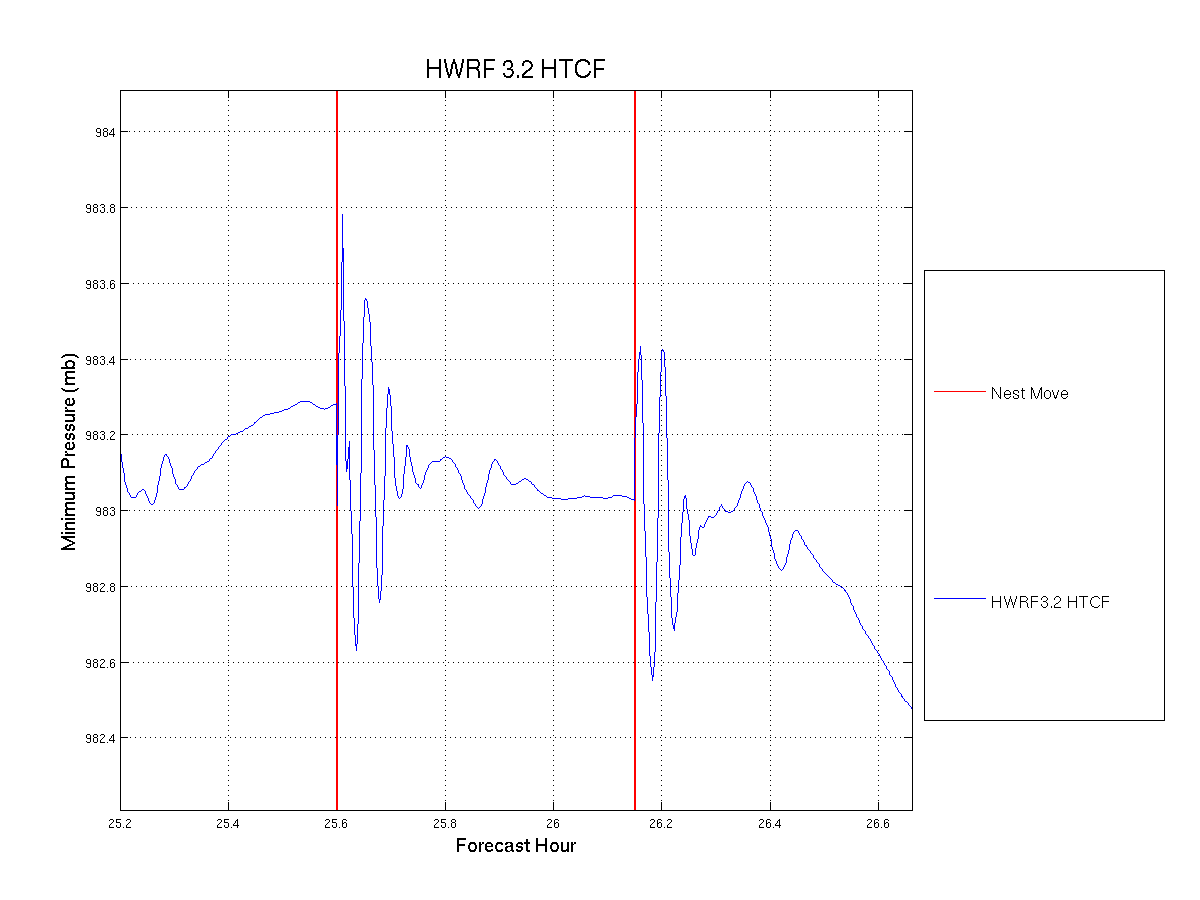 HWRF 3.2 HTCF
984
983.8
983.6
983.4
983.2
983
982.8
982.6
982.4
Minimum Pressure (mb)
25.2 25.4 25.6 25.8 26 26.2 26.4 26.6
Forecast Hour
Nest Move
HWRF3.2 HTCF